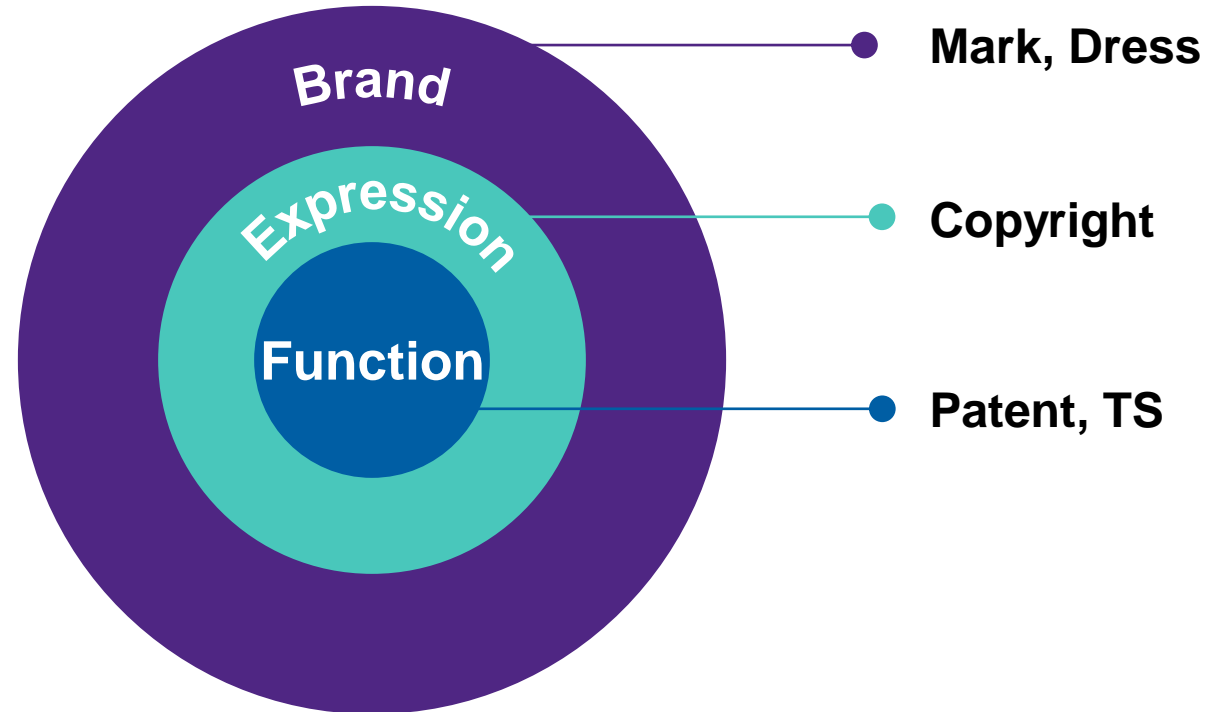 Brand
Mark, Dress
Expression
Copyright
Function
Patent, TS